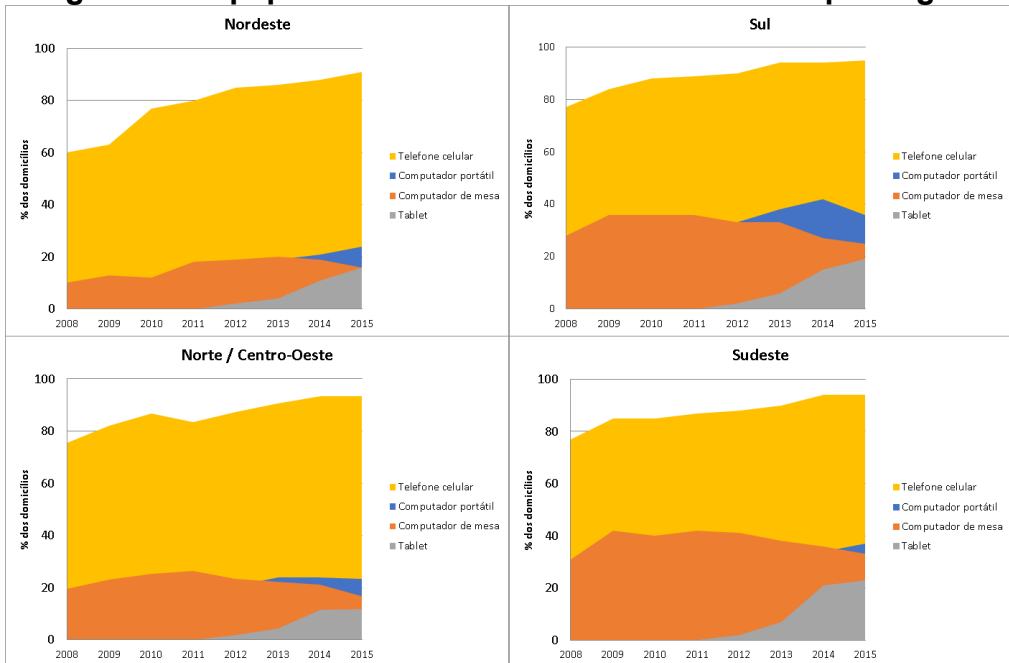 Nordeste
100
80
60
40
20
0
% dos domicílios
2008 2009 2010 2011 2012 2013 2014 2015
Telefone celular
Computador portátil
Computador de mesa
Tablet
Sul
100
80
60
40
20
0
% dos domicílios
2008 2009 2010 2011 2012 2013 2014 2015
Telefone celular
Computador portátil
Computador de mesa
Tablet
Norte / Centro-Oeste
100
80
60
40
20
0
% dos domicílios
2008 2009 2010 2011 2012 2013 2014 2015
Telefone celular
Computador portátil
Computador de mesa
Tablet
Sudeste
100
80
60
40
20
0
% dos domicílios
2008 2009 2010 2011 2012 2013 2014 2015
Telefone celular
Computador portátil
Computador de mesa
Tablet